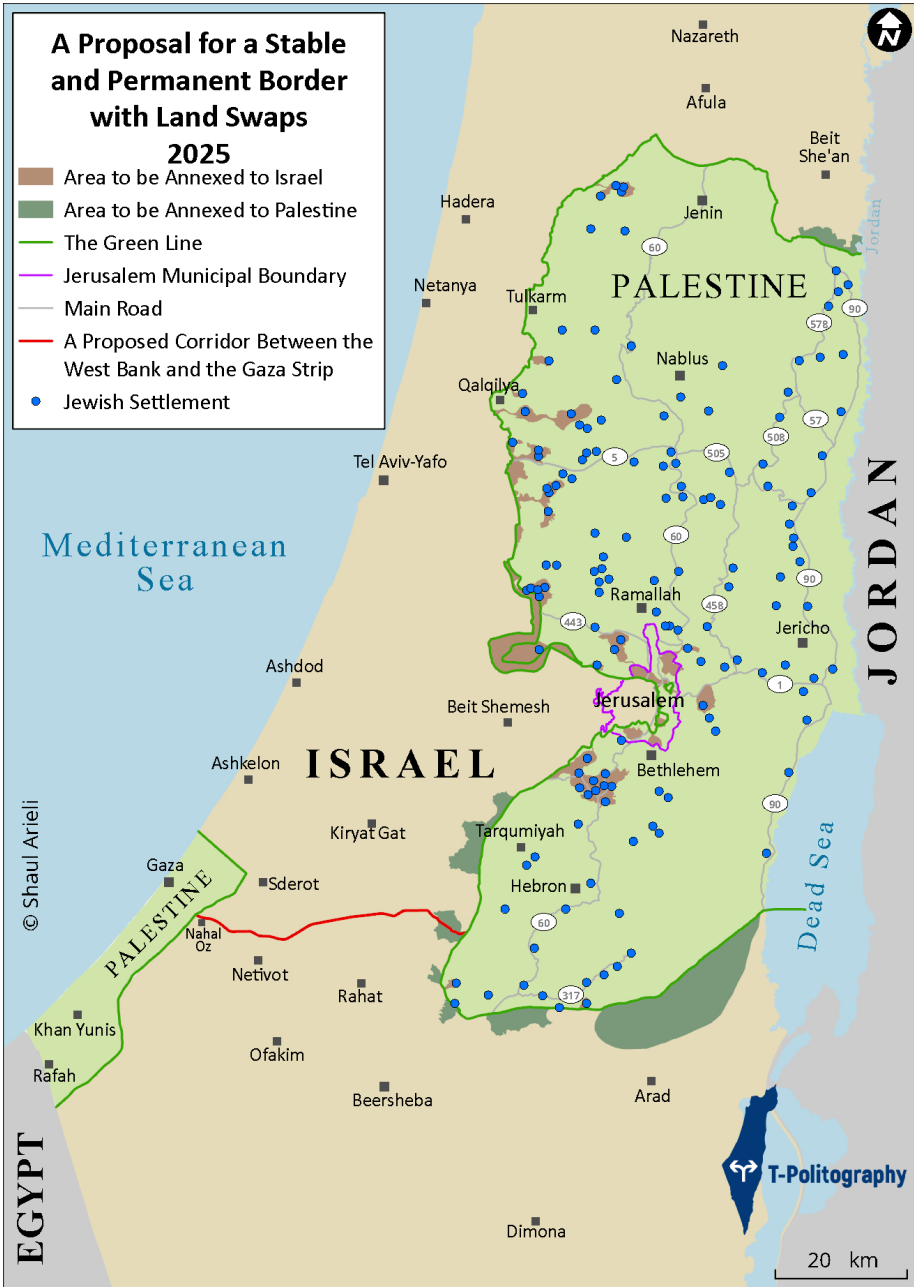 A Proposal for a Stable
and Permanent Border
with Land Swaps
2025
Area to be Annexed to Israel
Area to be Annexed to Palestine
The Green Line
Jerusalem Municipal Boundary
Main Road
A Proposed Corridor Between the
West Bank and the Gaza Strip
Jewish Settlement
N
Nazareth
Afula
Beit
She'an
Hadera
Jenin
Jordan
60
PALESTINE
Netanya
Tulkarm
90
578
Nablus
Qalqilya
57
508
505
5
Tel Aviv-Yafo
Mediterranean
Sea
JORDAN
60
90
Ramallah
458
443
Jericho
Ashdod
1
Jerusalem
Beit Shemesh
ISRAEL
Ashkelon
Bethlehem
90
Kiryat Gat
Tarqumiyah
Dead Sea
© Shaul Arieli
Gaza
Sderot
Hebron
PALESTINE
60
Nahal
Oz
Netivot
Rahat
317
Khan Yunis
Ofakim
Rafah
Beersheba
Arad
EGYPT
T-Politography
Dimona
20 km